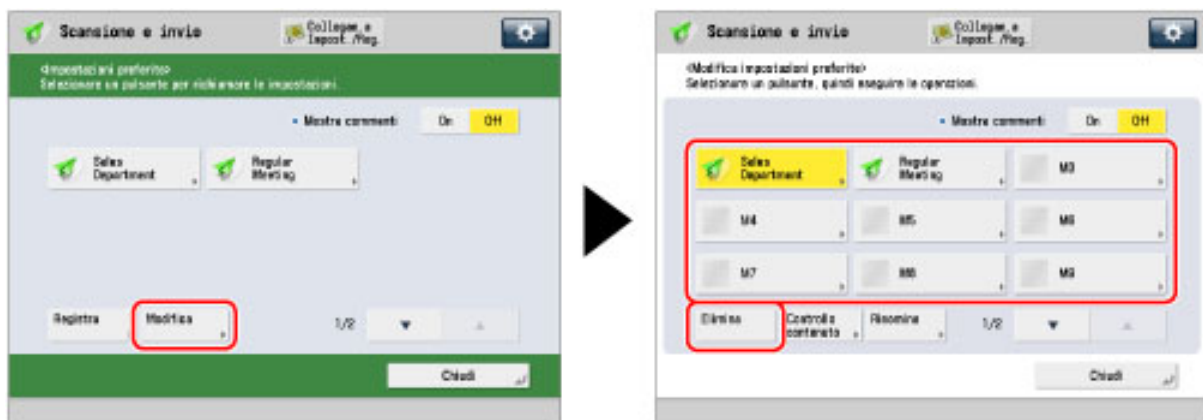 Scansione e invio
Collegam. e
Impost./Reg.
<Impostazioni preferite>
Selezionare un pulsante per richiamare le impostazioni.
Mostra commenti
On
Off
Sales
Department
Regular
Meeting
Registra
Modifica
1/2
Chiudi
Scansione e invio
Collegam. e
Impost./Reg.
<Modifica impostazioni preferite>
Selezionare un pulsante, quindi eseguire le operazioni.
Mostra commenti
On
Off
Sales
Department
Regular
Meeting
M3
M4
M5
M6
M7
M8
M9
Elimina
Controllo
contenuto
Rinomina
1/2
Chiudi